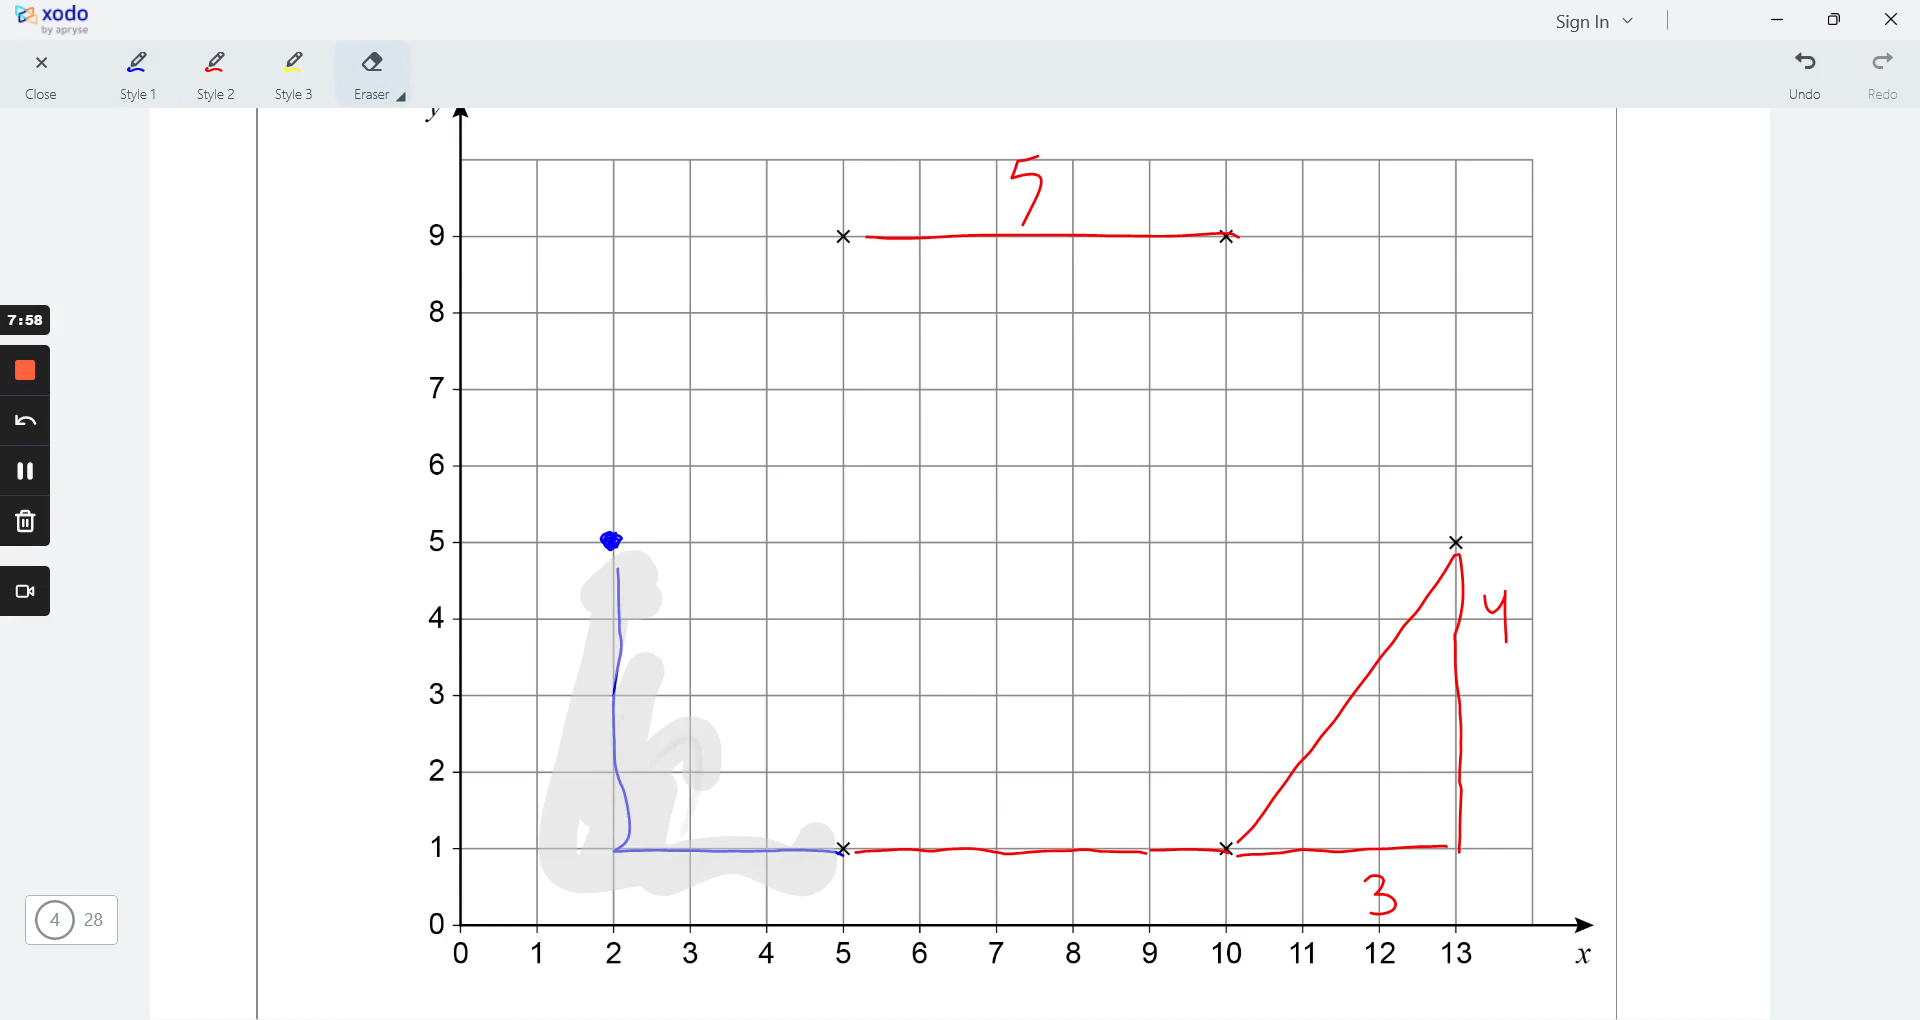 xodo
by apryse
Sign In
Close
Style 1
Style 2
Style 3
Eraser
Undo
Redo
y
5
9
8
7:58
7
6
5
4
4
3
2
1
3
4 28
0
0 1 2 3 4 5 6 7 8 9 10 11 12 13 x